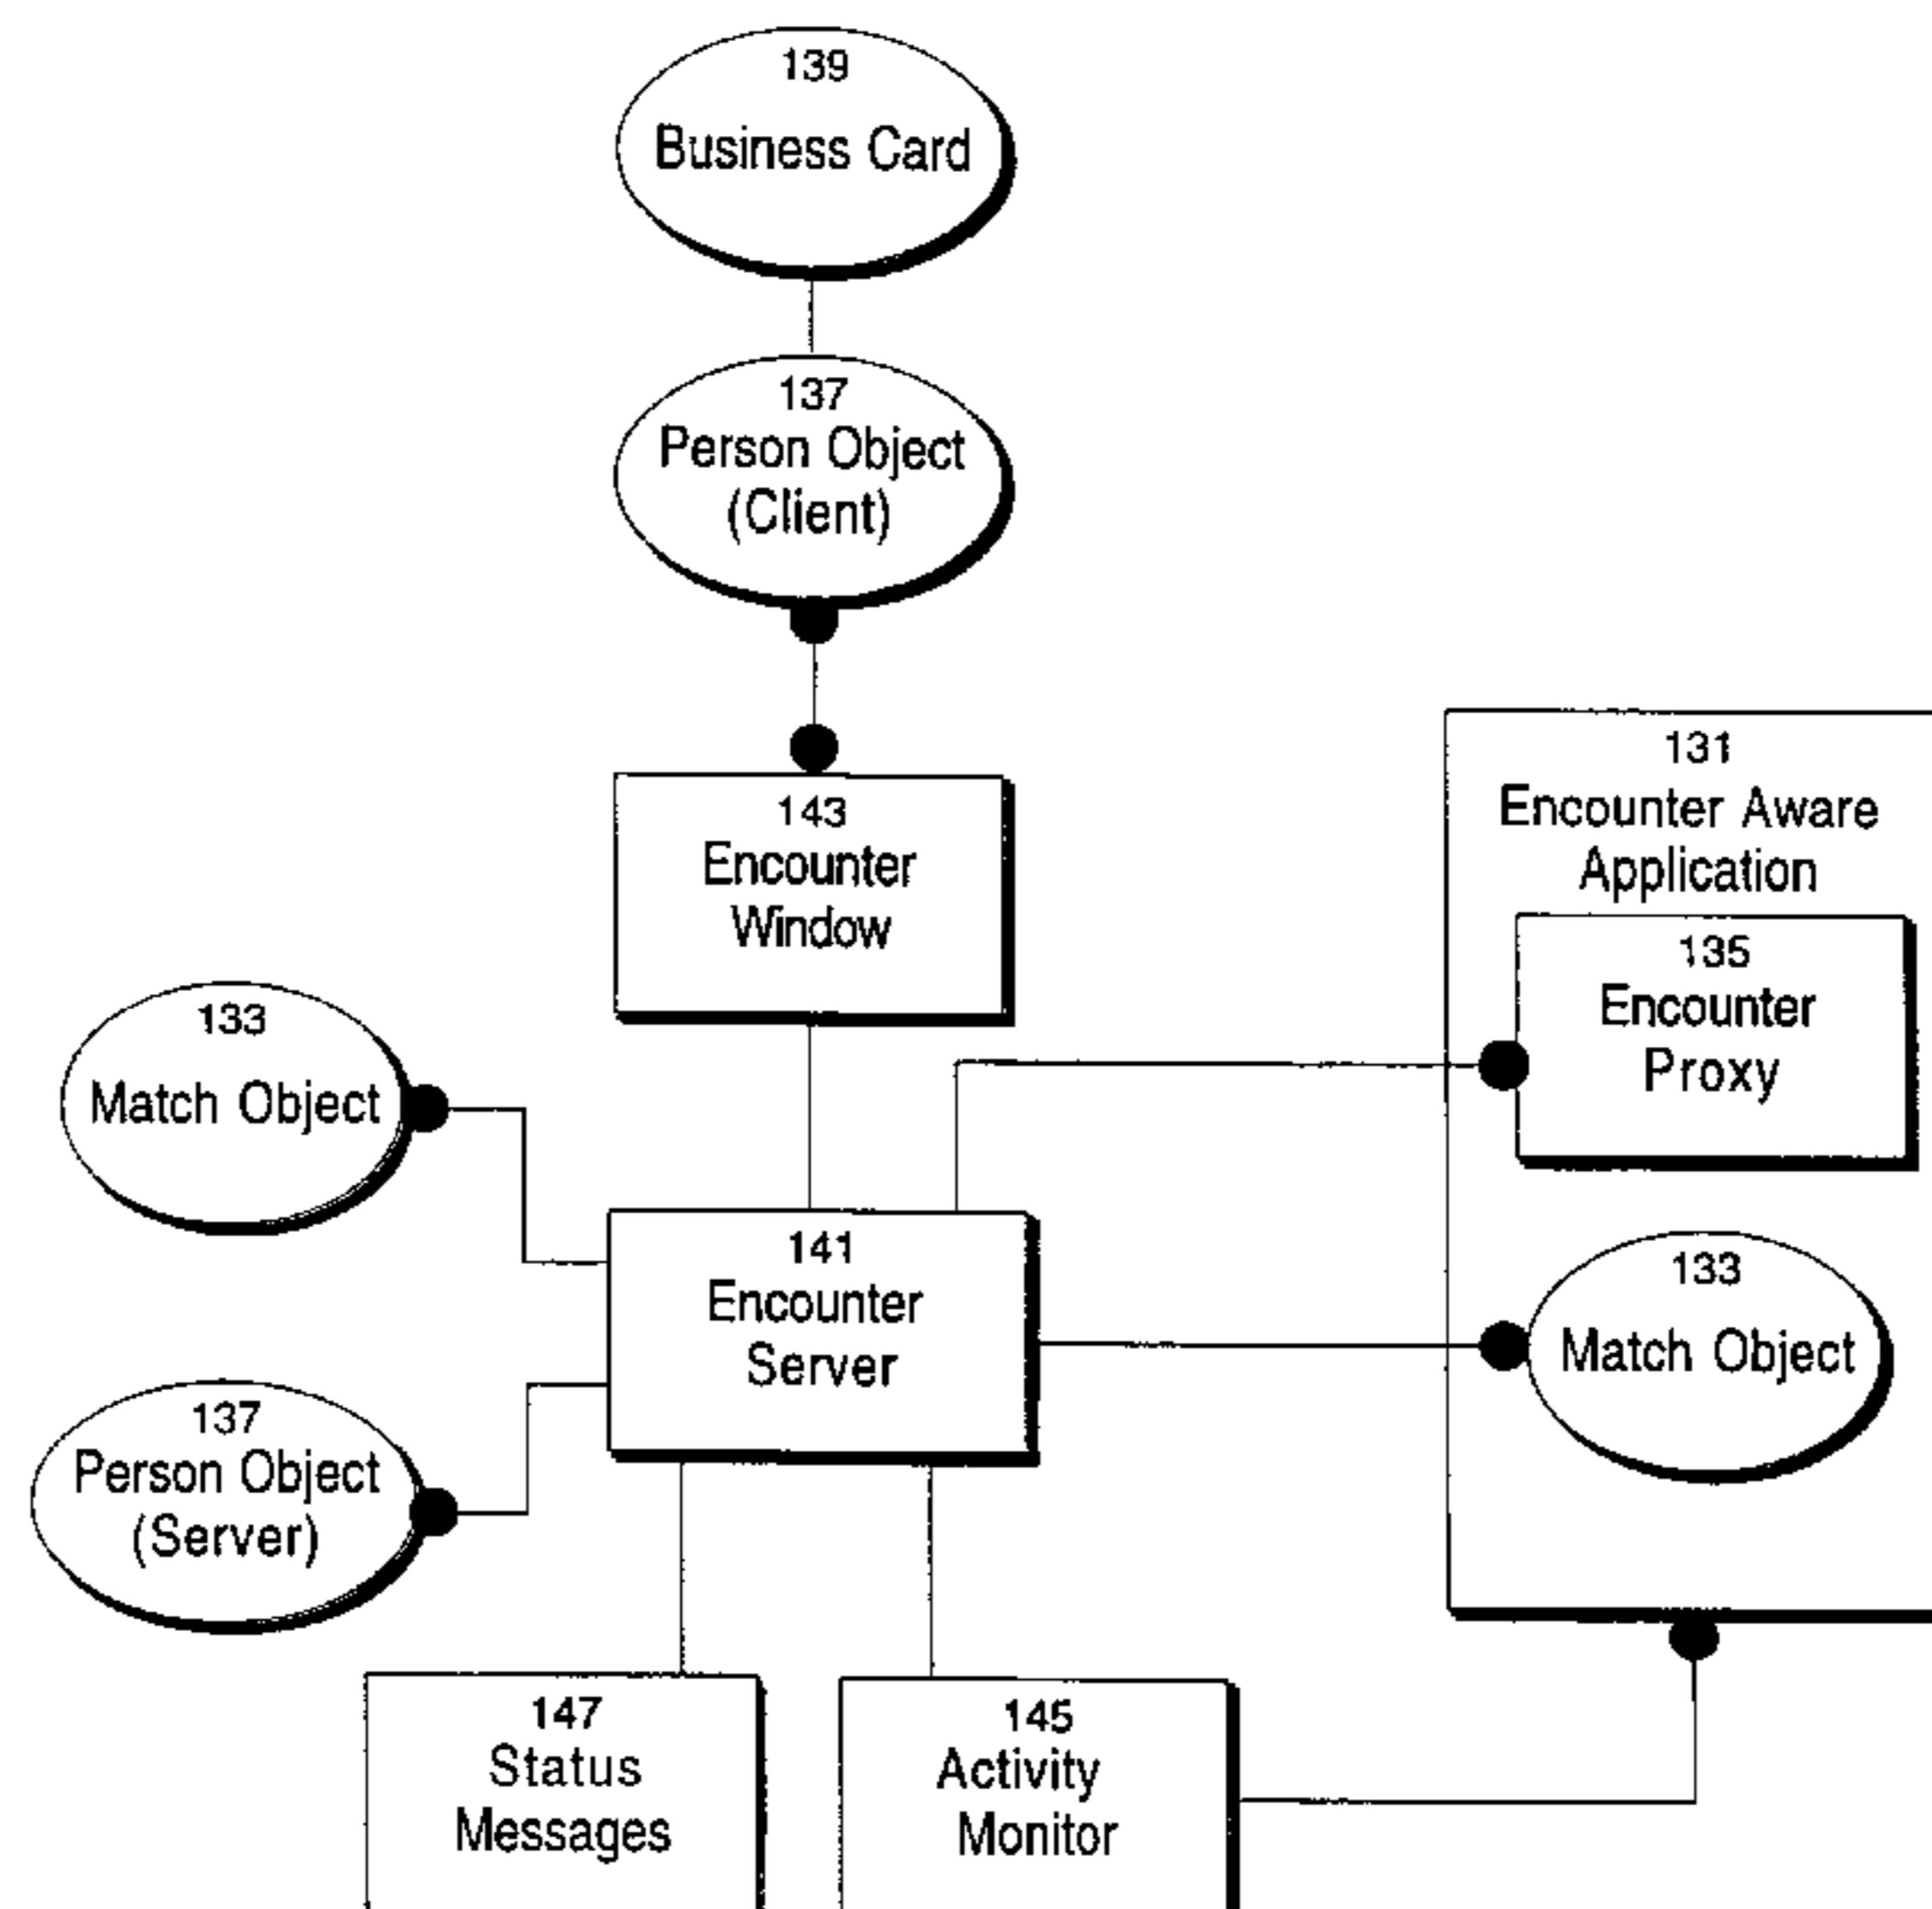 139
Business Card
137
Person Object
(Client)
143
Encounter
Window
131
Encounter Aware
Application
135
Encounter
Proxy
133
Match Object
141
Encounter
Server
133
Match Object
137
Person Object
(Server)
147
Status
Messages
145
Activity
Monitor